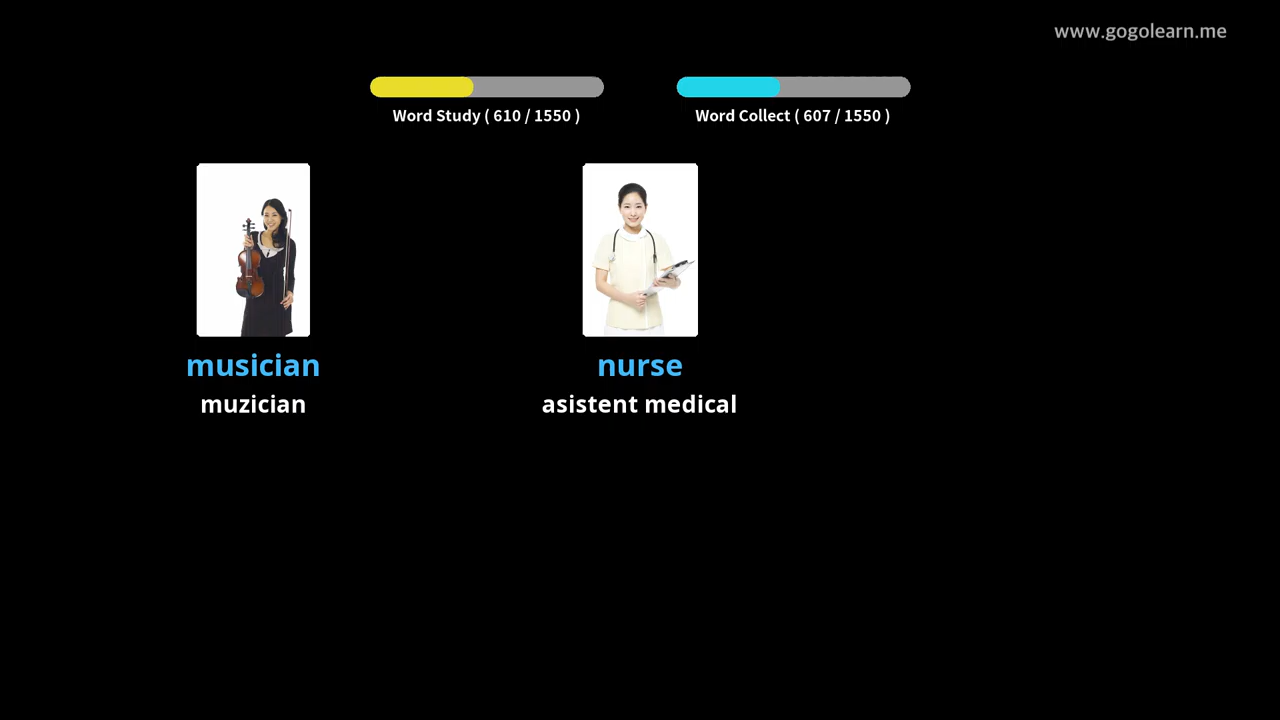 www.gogolearn.me
Word Study ( 610 / 1550 )
Word Collect ( 607 / 1550 )
musician
nurse
muzician
asistent medical